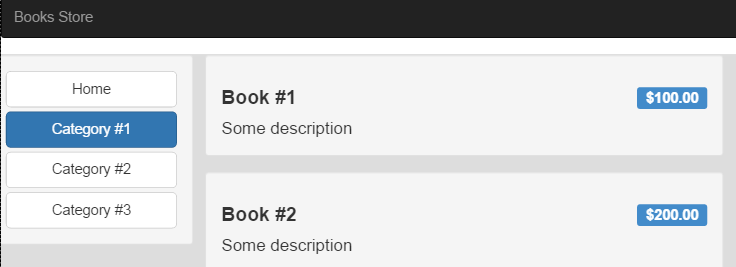 Books Store
Home
Category #1
Category #2
Category #3
Book #1
$100.00
Some description
Book #2
$200.00
Some description